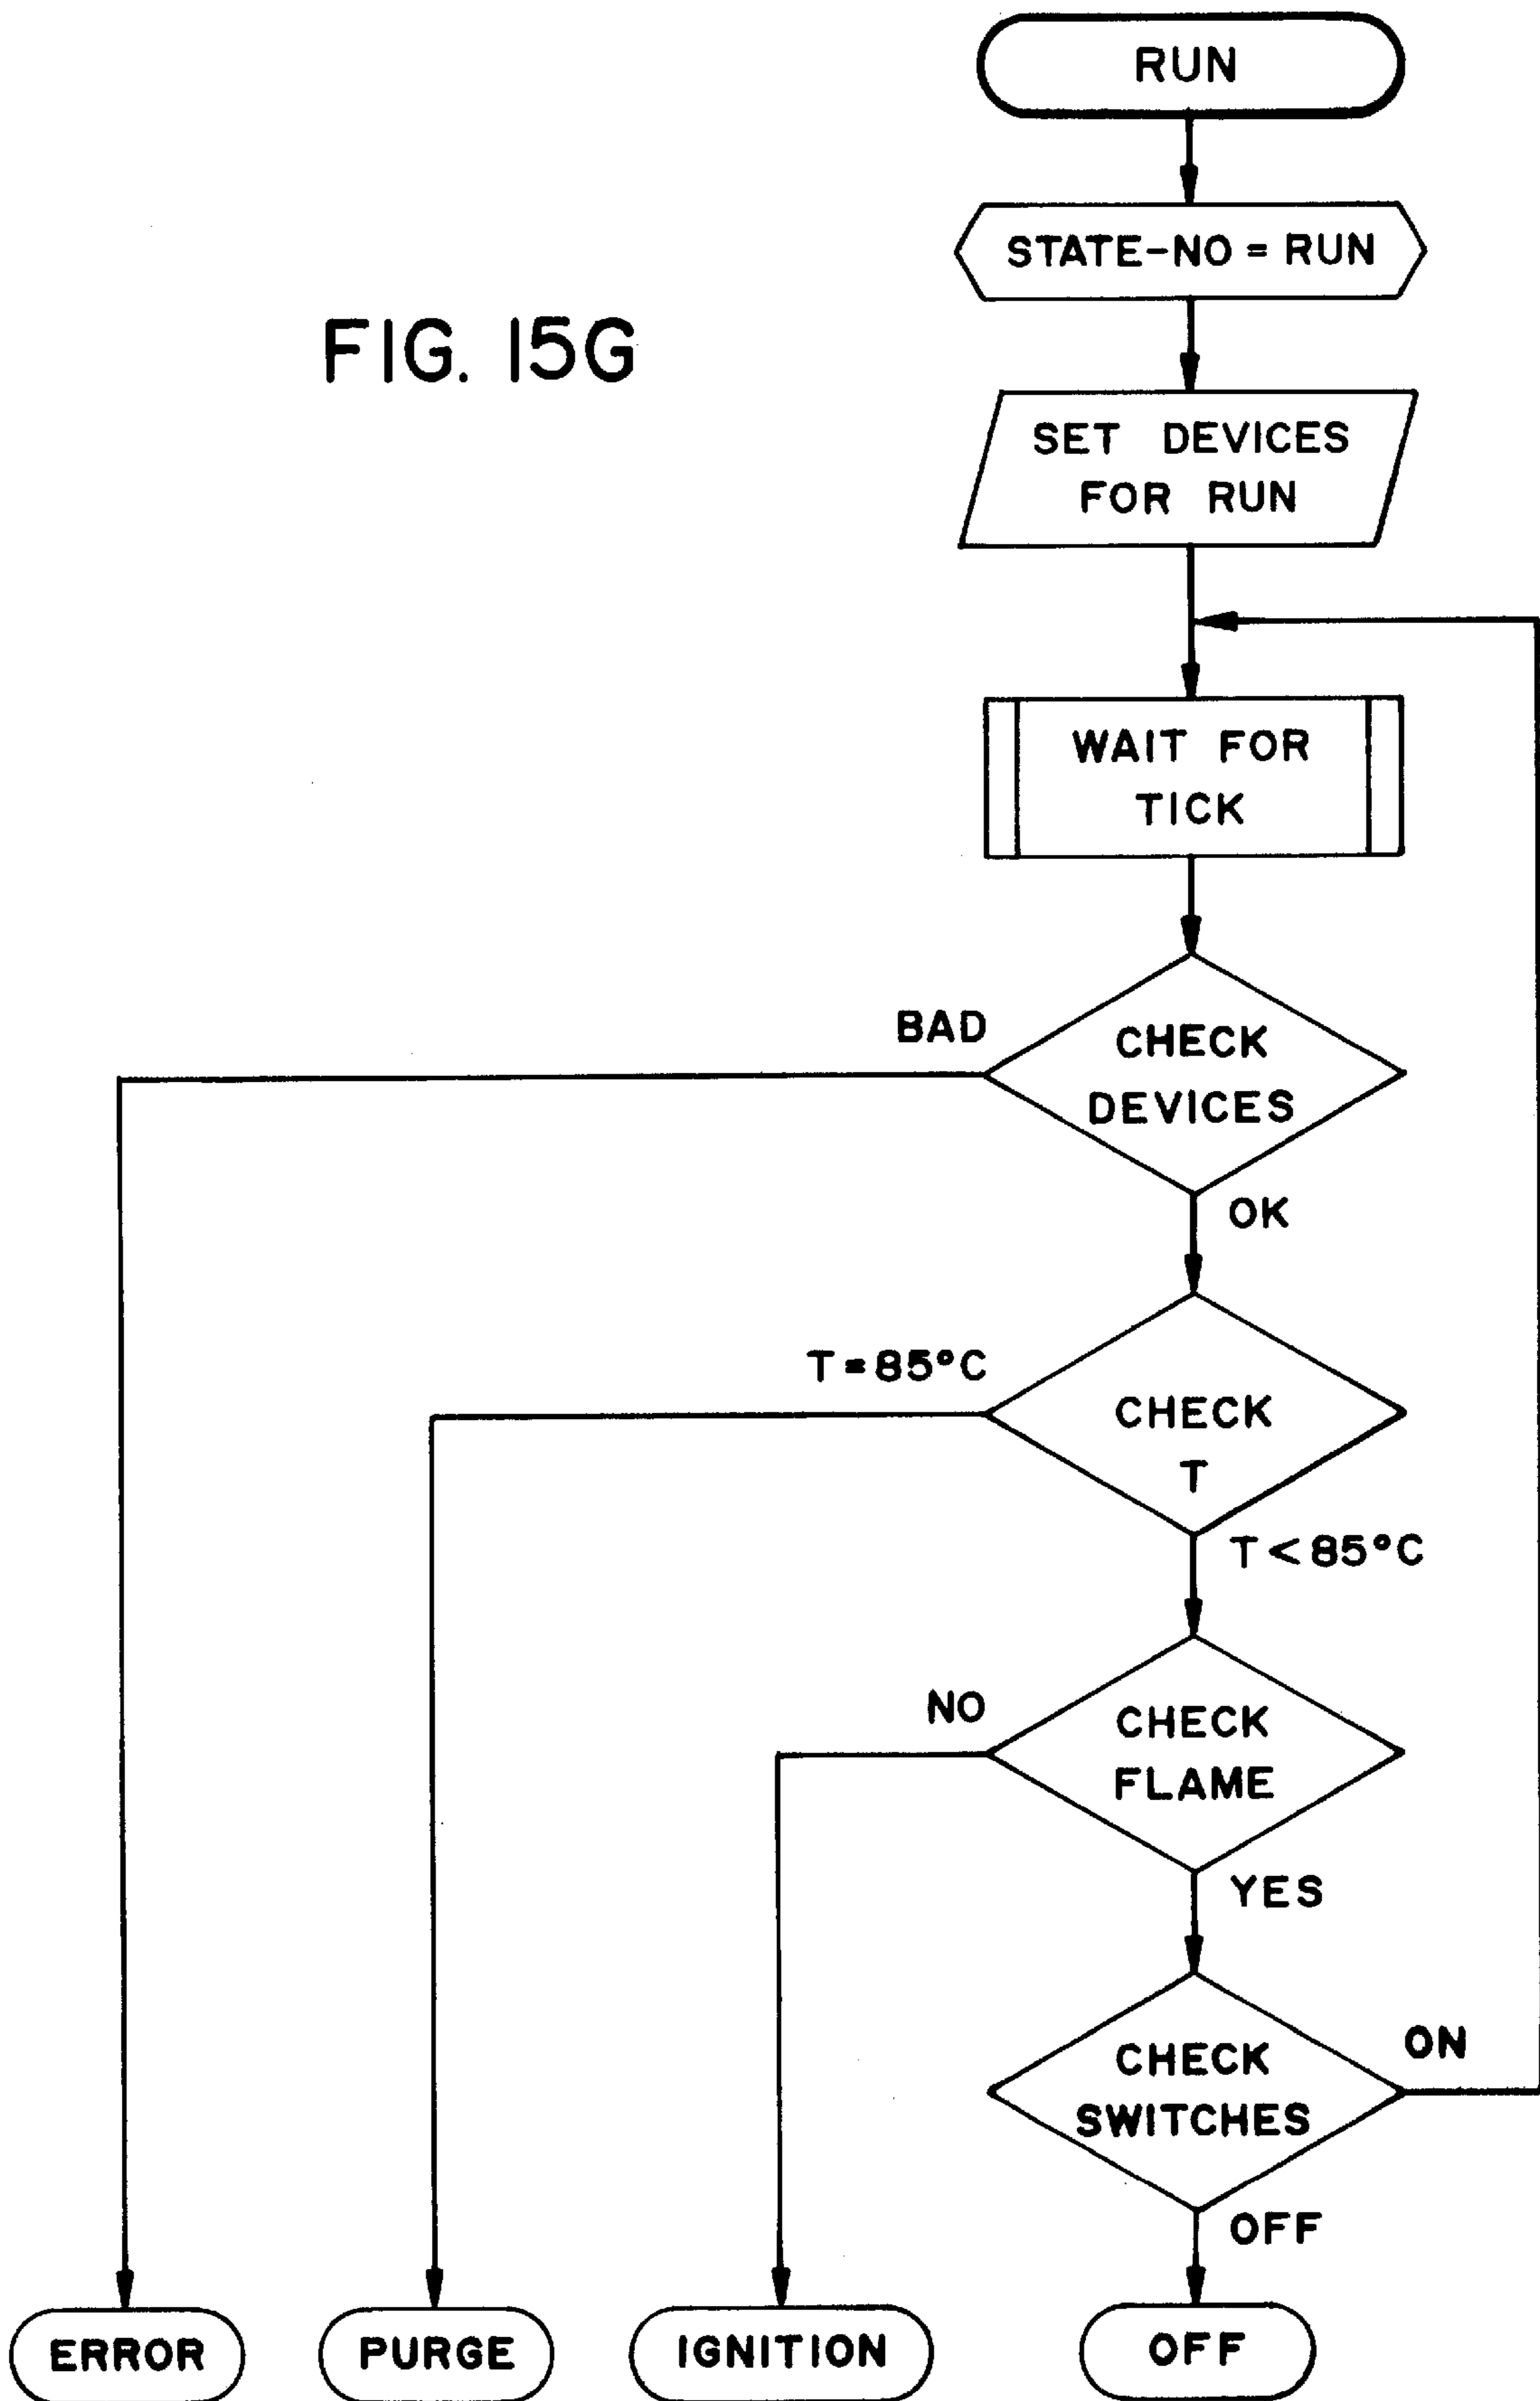 RUN
STATE-NO = RUN
FIG. 15G
SET DEVICES
FOR RUN
WAIT FOR
TICK
BAD
CHECK
DEVICES
OK
T=85°C
CHECK
T
T<85°C
NO
CHECK
FLAME
YES
CHECK
SWITCHES
ON
OFF
ERROR
PURGE
IGNITION
OFF